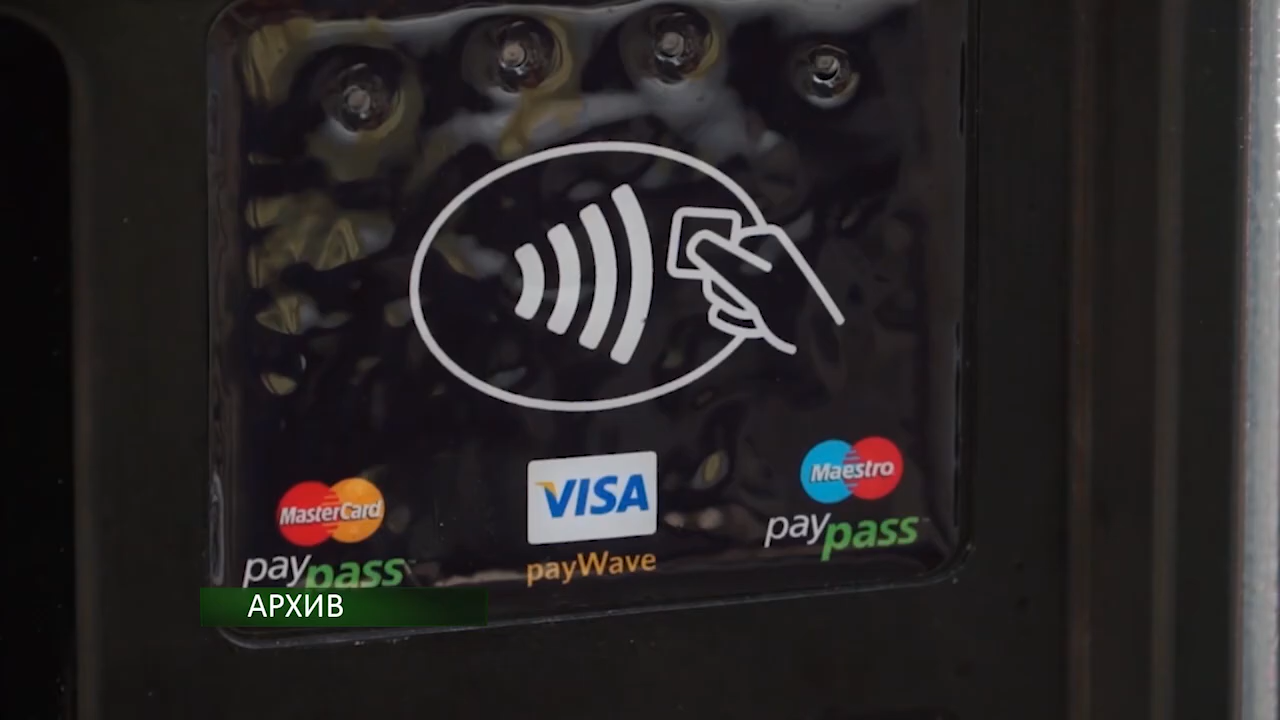 MasterCard
paypass
VISA
payWave
Maestro
paypass
АРХИВ